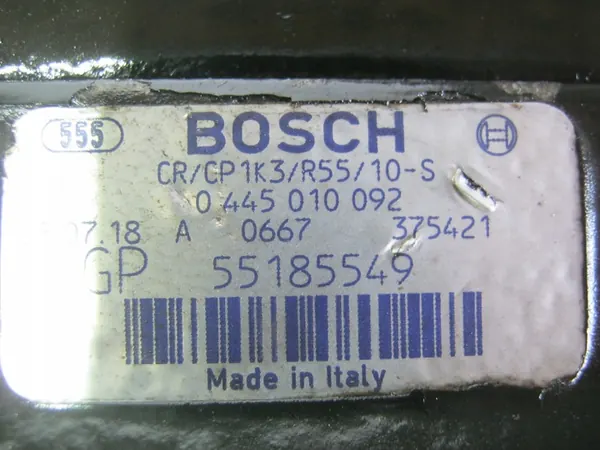 555 BOSCH
CR/CP1K3/R55/10-S
0 445 010 092
07.18 A 0667 375421
GP 55185549
Made in Italy